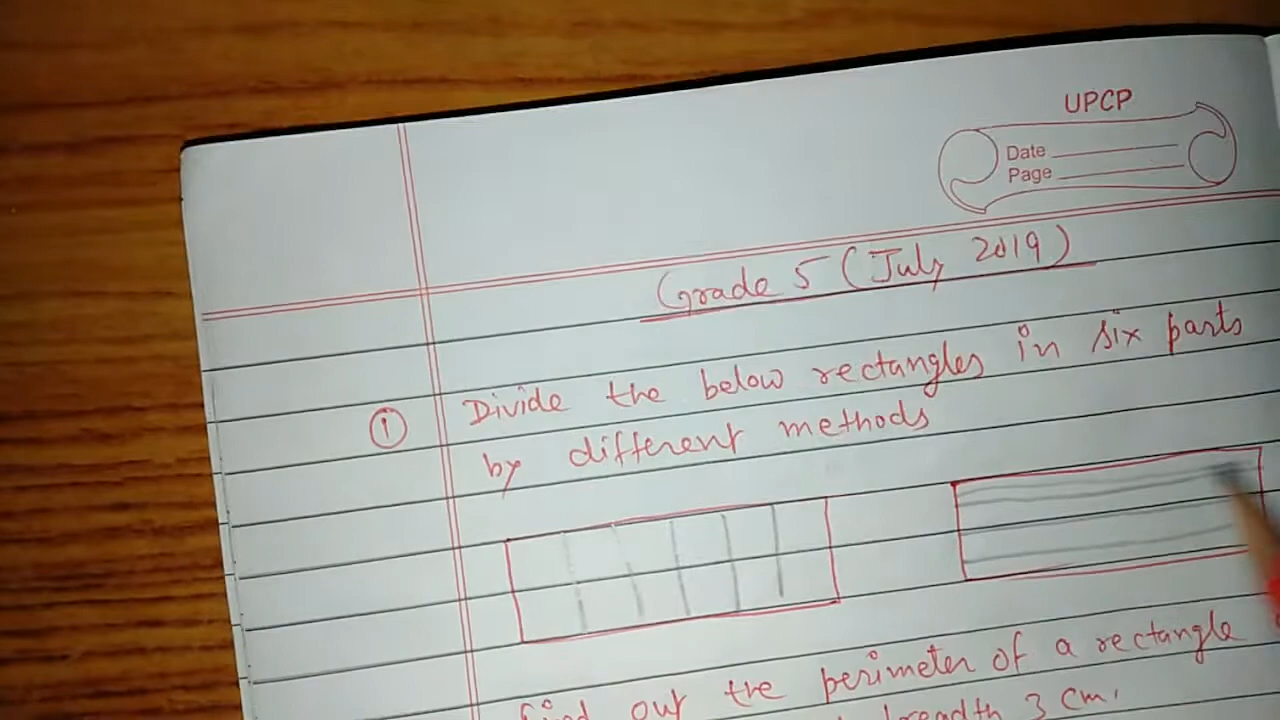 UPCP
Date
Page
Grade 5 (July 2019)
① Divide the below rectangles in six parts
by different methods
find out the perimeter of a rectangle
breadth 3 cm.